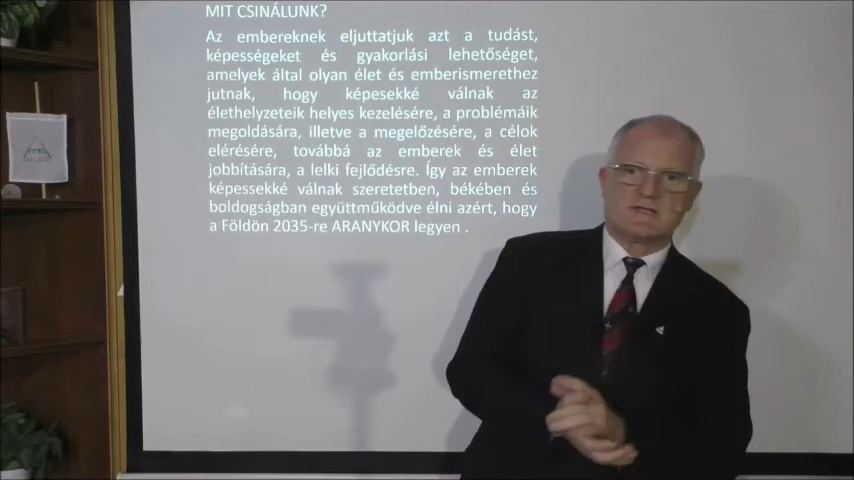 MIT CSINÁLUNK?
Az embereknek eljuttatjuk azt a tudást,
képességeket és gyakorlási lehetőséget,
amelyek által olyan élet és emberismerethez
jutnak, hogy képesekké válnak az
élethelyzeteik helyes kezelésére, a problémáik
megoldására, illetve a megelőzésére, a célok
elérésére, továbbá az emberek és élet
jobbítására, a lelki fejlődésre. Így az emberek
képessekké válnak szeretetben, békében és
boldogságban együttműködve élni azért, hogy
a Földön 2035-re ARANYKOR legyen .